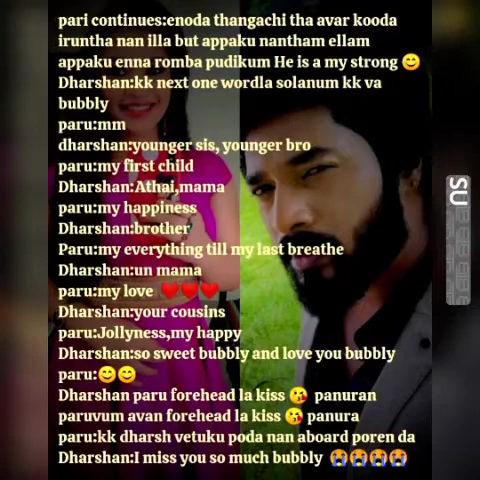 pari continues:enoda thangachi tha avar kooda
iruntha nan illa but appaku nantham ellam
appaku enna romba pudikum He is a my strong 😊
Dharshan:kk next one wordla solanum kk va
bubbly
paru:mm
dharshan:younger sis, younger bro
paru:my first child
Dharshan:Athai,mama
paru:my happiness
Dharshan:brother
Paru:my everything till my last breathe
Dharshan:un mama
paru:my love ❤️❤️❤️
Dharshan:your cousins
paru:Jollyness,my happy
Dharshan:so sweet bubbly and love you bubbly
paru:😊😊
Dharshan paru forehead la kiss 😘 panuran
paruvum avan forehead la kiss 😘 panura
paru:kk dharsh vetuku poda nan aboard poren da
Dharshan:I miss you so much bubbly 😭😭😭😭
SU